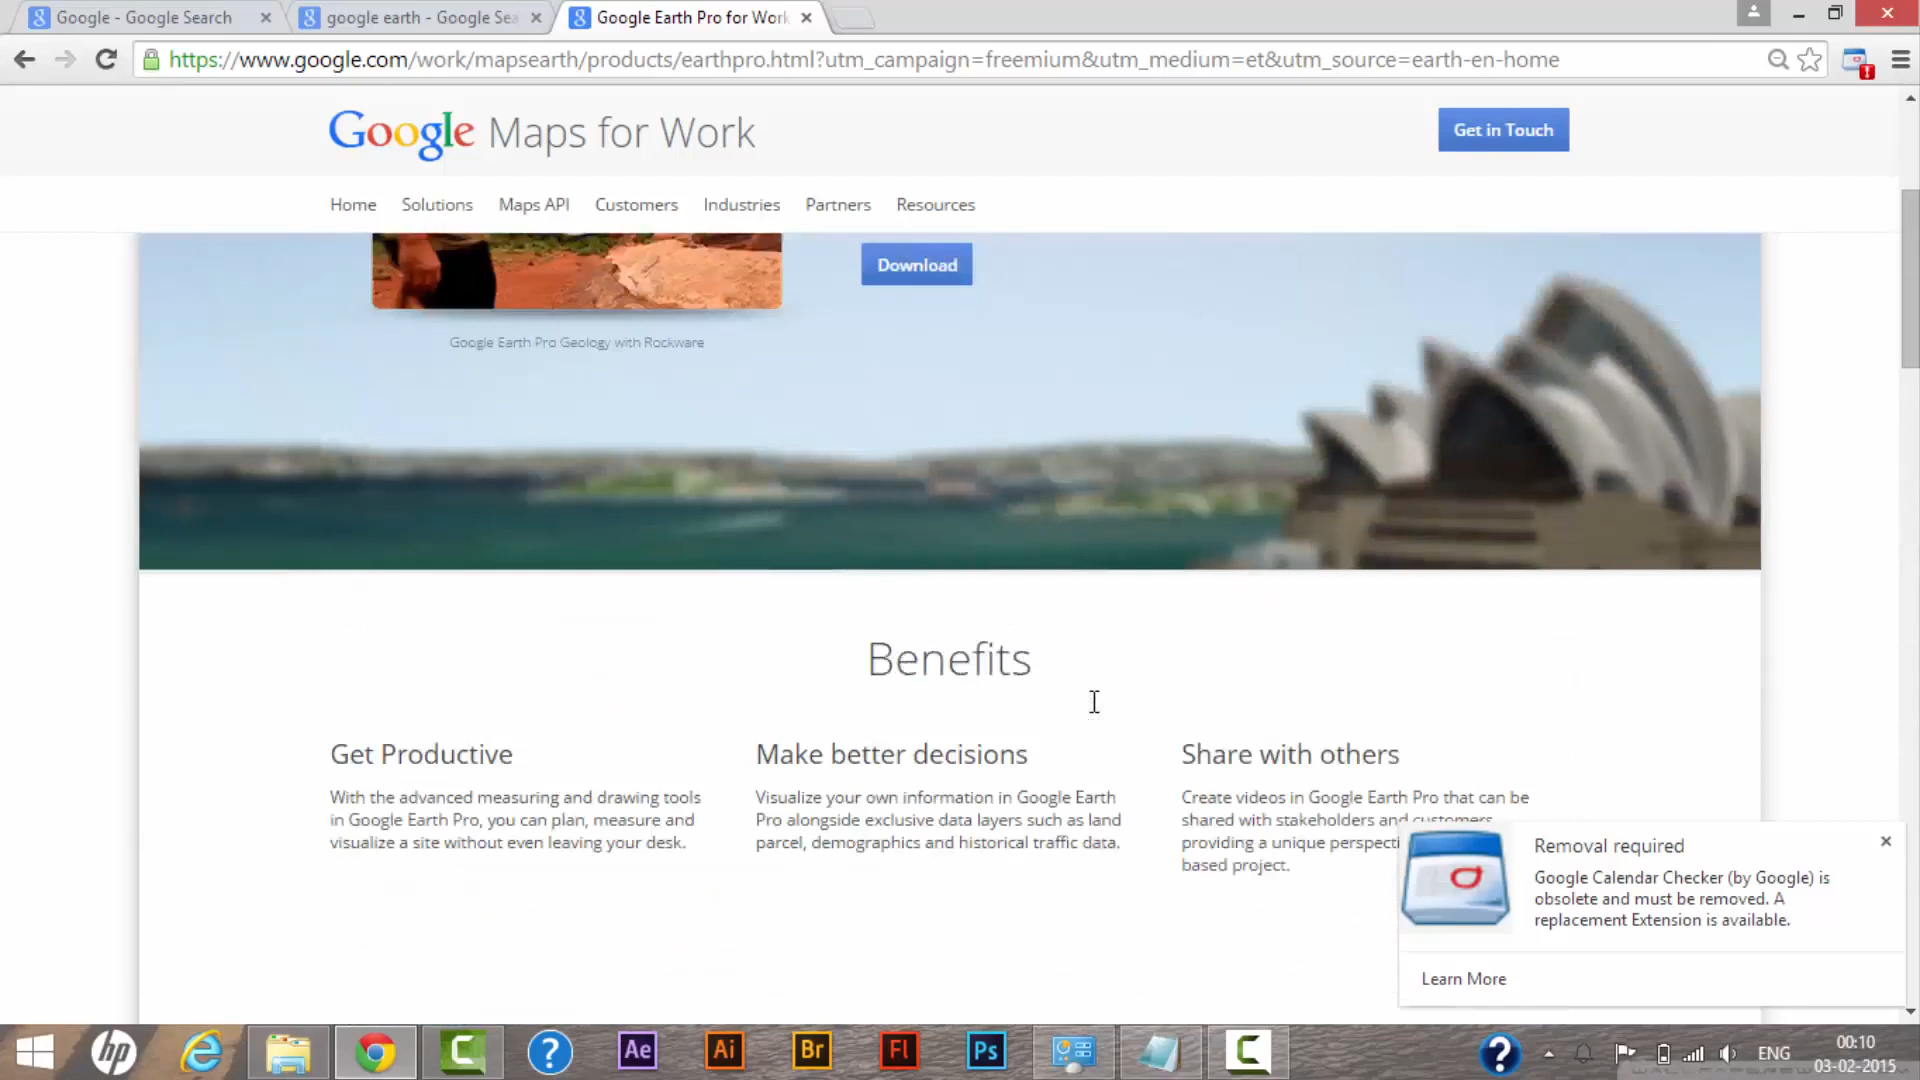 Google - Google Search
google earth - Google Sea
Google Earth Pro for Work
https://www.google.com/work/mapsearth/products/earthpro.html?utm_campaign=freemium&utm_medium=et&utm_source=earth-en-home
Google Maps for Work
Get in Touch
Home Solutions Maps API Customers Industries Partners Resources
Download
Google Earth Pro Geology with Rockware
Benefits
Get Productive
With the advanced measuring and drawing tools
in Google Earth Pro, you can plan, measure and
visualize a site without even leaving your desk.
Make better decisions
Visualize your own information in Google Earth
Pro alongside exclusive data layers such as land
parcel, demographics and historical traffic data.
Share with others
Create videos in Google Earth Pro that can be
shared with stakeholders and customers
providing a unique perspecti
based project.
Removal required
Google Calendar Checker (by Google) is
obsolete and must be removed. A
replacement Extension is available.
Learn More
hp
Ae
Ai
Br
Fl
Ps
ENG
00:10
03-02-2015